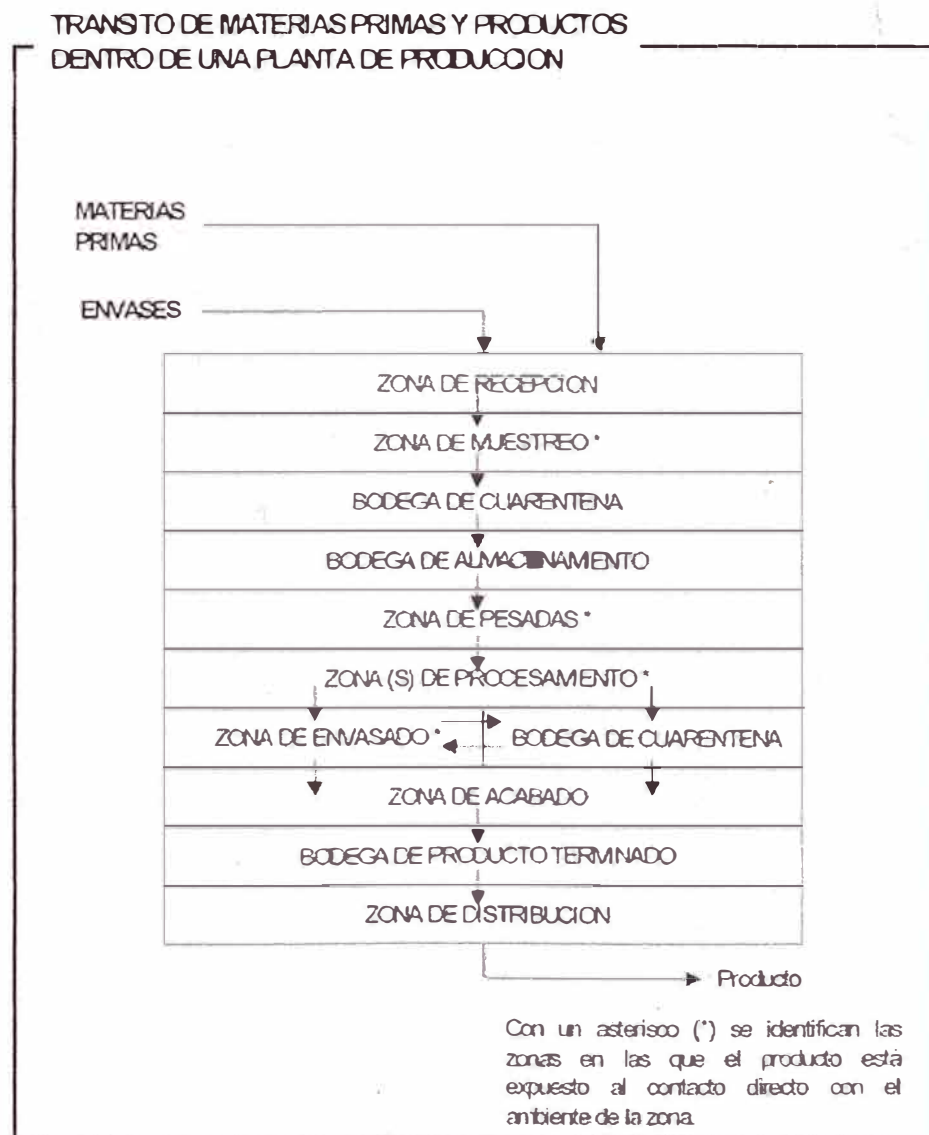 TRANSITO DE MATERIAS PRIMAS Y PRODUCTOS
DENTRO DE UNA PLANTA DE PRODUCCION
MATERIAS
PRIMAS
ENVASES
ZONA DE RECEPCION
ZONA DE MUESTREO *
BODEGA DE CUARENTENA
BODEGA DE ALMACENAMIENTO
ZONA DE PESADAS *
ZONA (S) DE PROCESAMIENTO *
ZONA DE ENVASADO * BODEGA DE CUARENTENA
ZONA DE ACABADO
BODEGA DE PRODUCTO TERMINADO
ZONA DE DISTRIBUCION
Producto
Con un asterisco (*) se identifican las
zonas en las que el producto está
expuesto al contacto directo con el
ambiente de la zona.